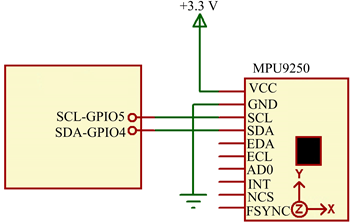 +3.3 V
MPU9250
VCC
GND
SCL-GPIO5
SCL
SDA-GPIO4
SDA
EDA
ECL
AD0
INT
NCS
FSYNC
Y
Z
X